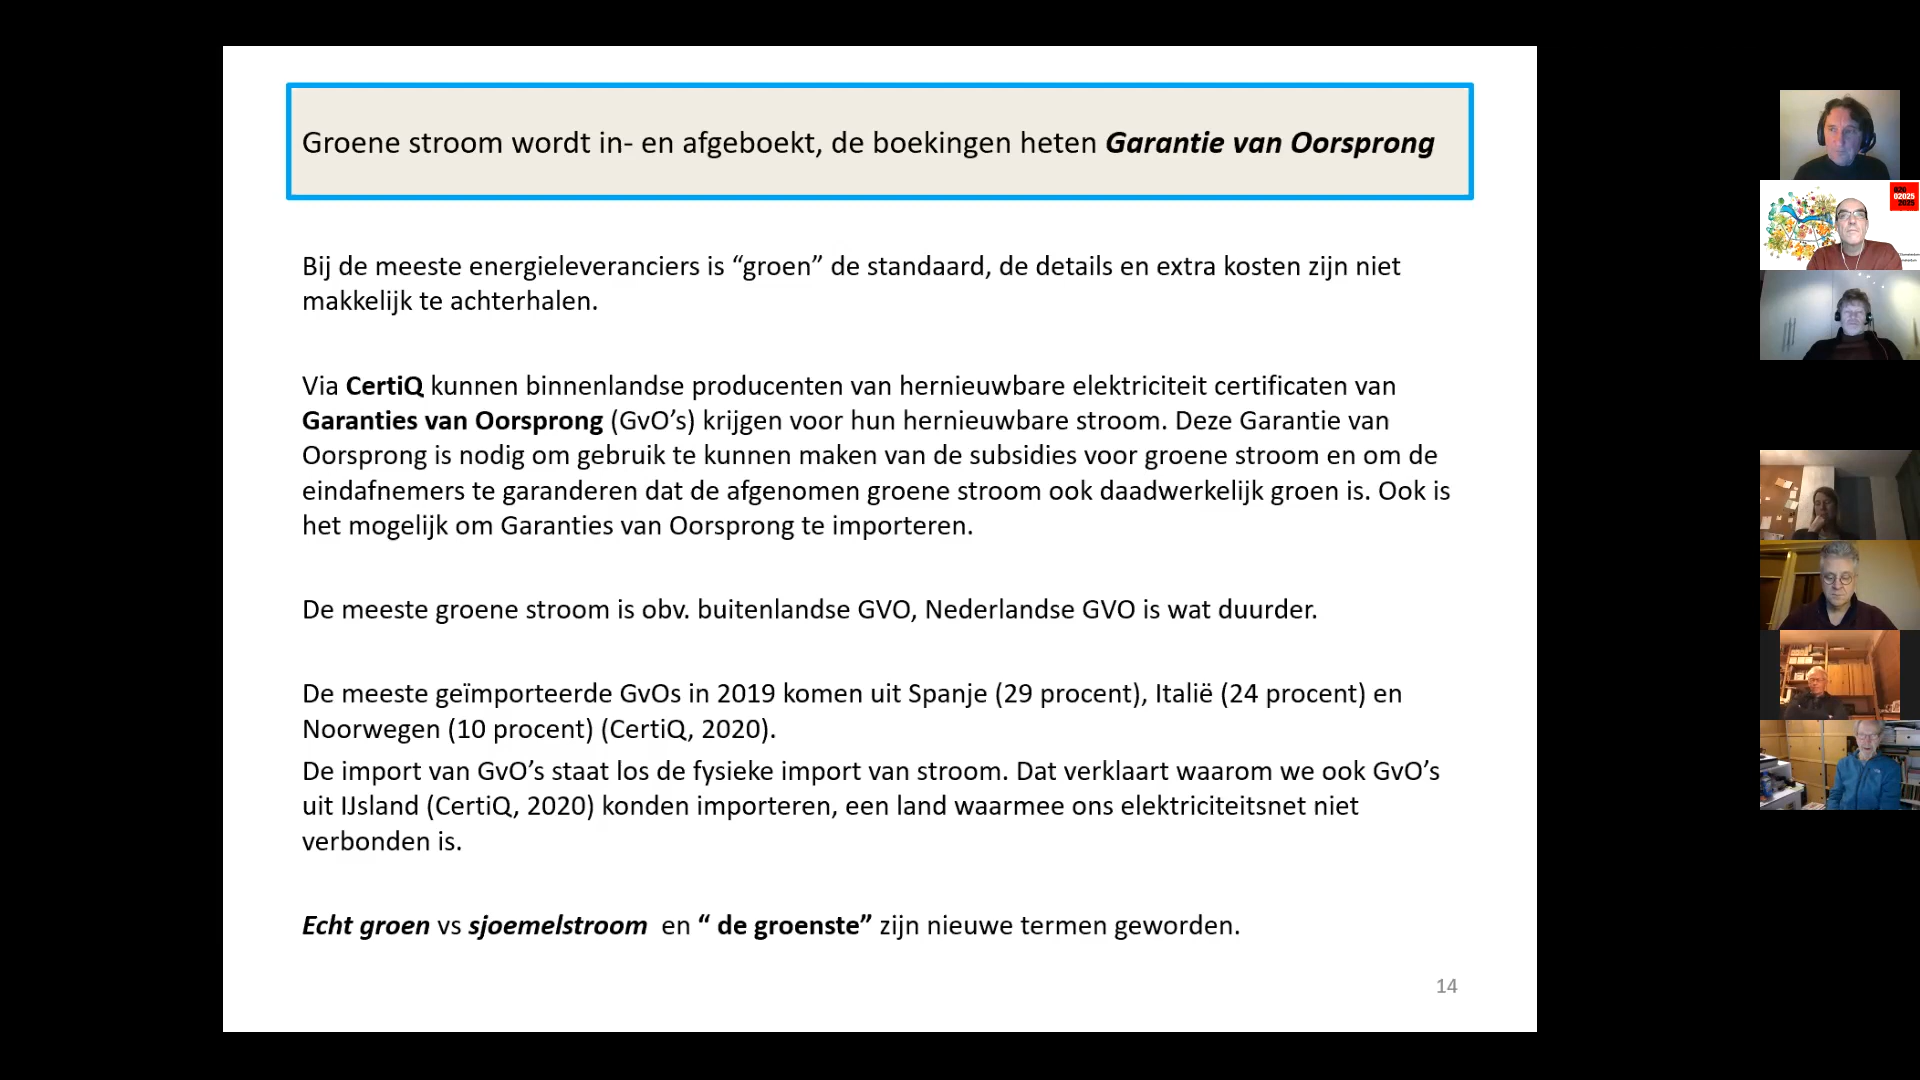 Groene stroom wordt in- en afgeboekt, de boekingen heten Garantie van Oorsprong
Bij de meeste energieleveranciers is “groen” de standaard, de details en extra kosten zijn niet
makkelijk te achterhalen.
Via CertiQ kunnen binnenlandse producenten van hernieuwbare elektriciteit certificaten van
Garanties van Oorsprong (GvO’s) krijgen voor hun hernieuwbare stroom. Deze Garantie van
Oorsprong is nodig om gebruik te kunnen maken van de subsidies voor groene stroom en om de
eindafnemers te garanderen dat de afgenomen groene stroom ook daadwerkelijk groen is. Ook is
het mogelijk om Garanties van Oorsprong te importeren.
De meeste groene stroom is obv. buitenlandse GVO, Nederlandse GVO is wat duurder.
De meeste geïmporteerde GvOs in 2019 komen uit Spanje (29 procent), Italië (24 procent) en
Noorwegen (10 procent) (CertiQ, 2020).
De import van GvO’s staat los de fysieke import van stroom. Dat verklaart waarom we ook GvO’s
uit IJsland (CertiQ, 2020) konden importeren, een land waarmee ons elektriciteitsnet niet
verbonden is.
Echt groen vs sjoemelstroom en “ de groenste” zijn nieuwe termen geworden.
14
02025